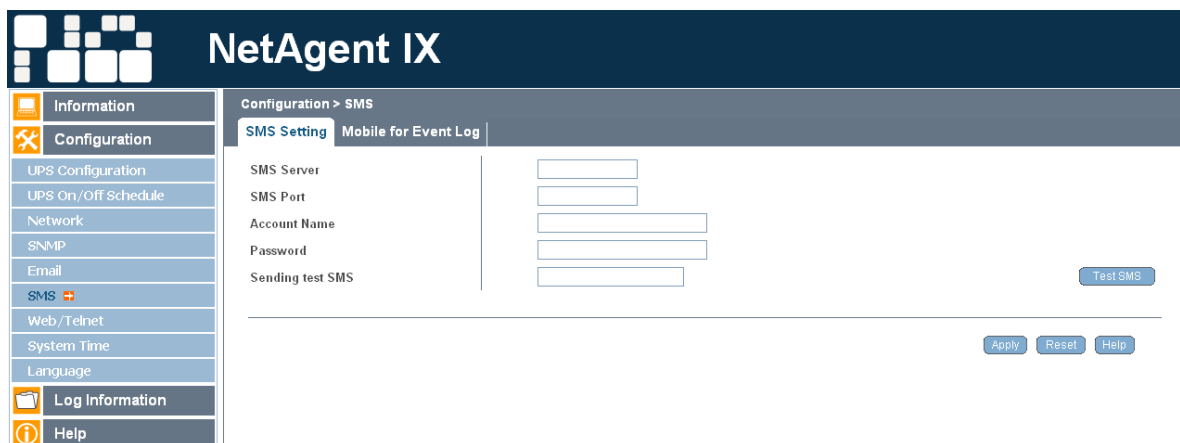 NetAgent IX
Information
Configuration
UPS Configuration
UPS On/Off Schedule
Network
SNMP
Email
SMS
Web/Telnet
System Time
Language
Log Information
Help
Configuration > SMS
SMS Setting
Mobile for Event Log
SMS Server
SMS Port
Account Name
Password
Sending test SMS
Test SMS
Apply
Reset
Help